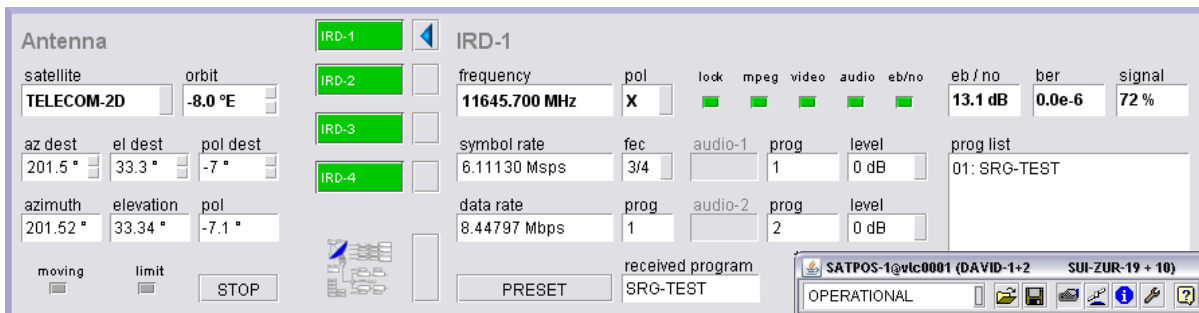 Antenna
satellite orbit
TELECOM-2D -8.0 °E
az dest el dest pol dest
201.5 ° 33.3 ° -7 °
azimuth elevation pol
201.52 ° 33.34 ° -7.1 °
moving limit
STOP
IRD-1
IRD-2
IRD-3
IRD-4
IRD-1
frequency pol lock mpeg video audio eb/no eb / no ber signal
11645.700 MHz X 13.1 dB 0.0e-6 72 %
symbol rate fec audio-1 prog level prog list
6.11130 Msps 3/4 1 0 dB 01: SRG-TEST
data rate prog audio-2 prog level
8.44797 Mbps 1 2 0 dB
received program
PRESET SRG-TEST
SATPOS-1@vlc0001 (DAVID-1+2 SUI-ZUR-19 + 10)
OPERATIONAL